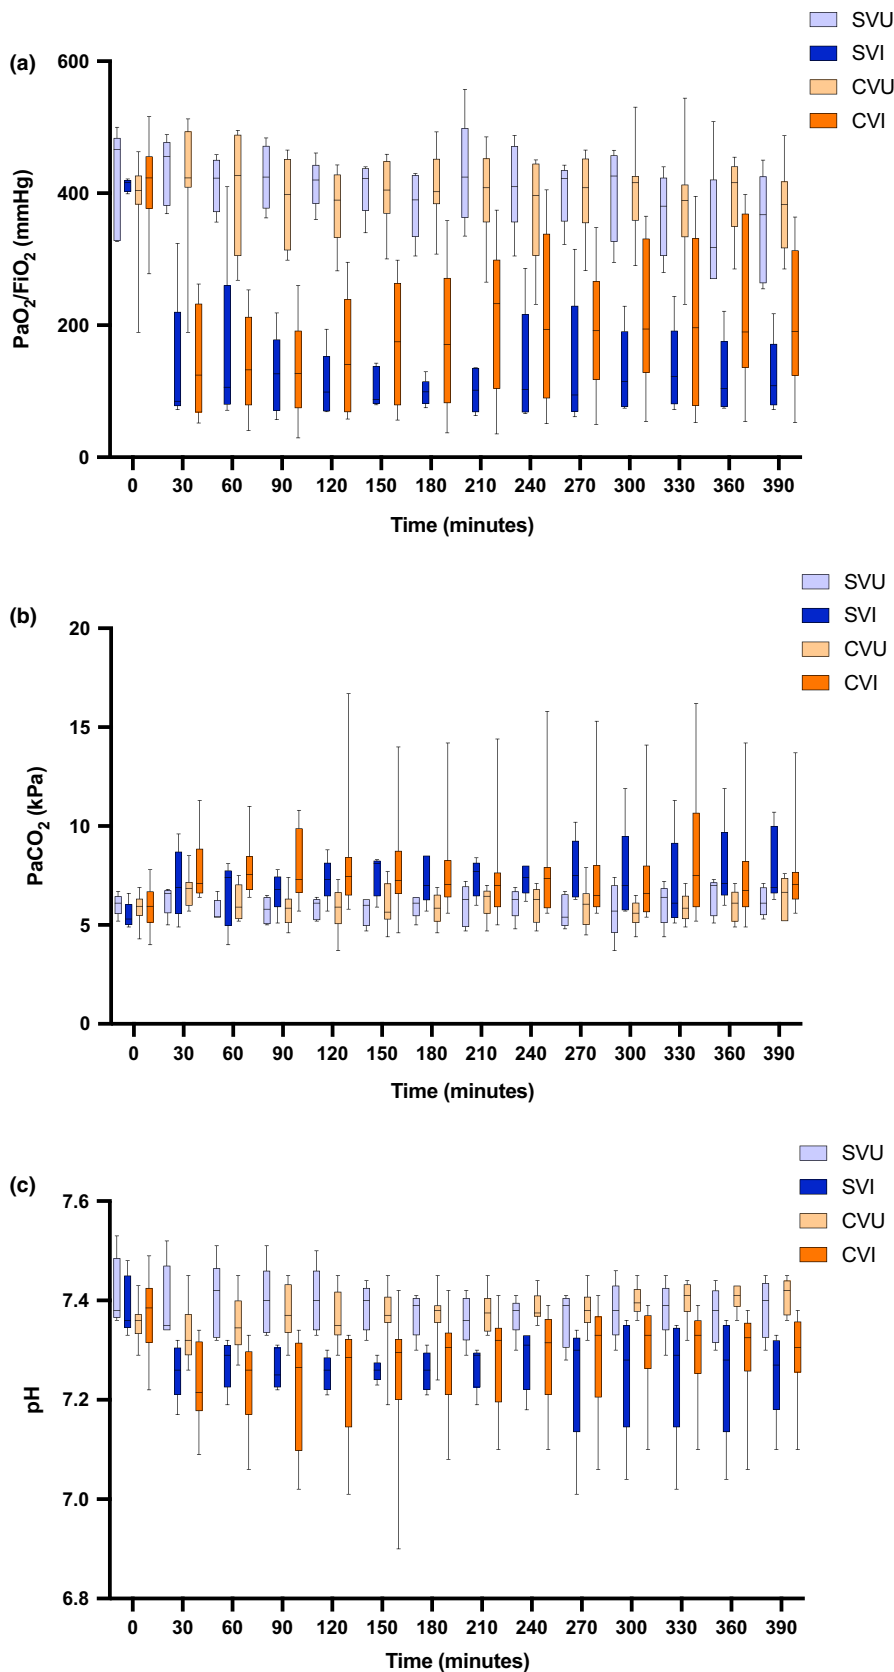 SVU
SVI
CVU
CVI
(a)
600
400
200
0
PaO₂/FiO₂ (mmHg)
0 30 60 90 120 150 180 210 240 270 300 330 360 390
Time (minutes)
SVU
SVI
CVU
CVI
(b)
20
15
10
5
0
PaCO₂ (kPa)
0 30 60 90 120 150 180 210 240 270 300 330 360 390
Time (minutes)
SVU
SVI
CVU
CVI
(c)
7.6
7.4
7.2
7.0
6.8
pH
0 30 60 90 120 150 180 210 240 270 300 330 360 390
Time (minutes)